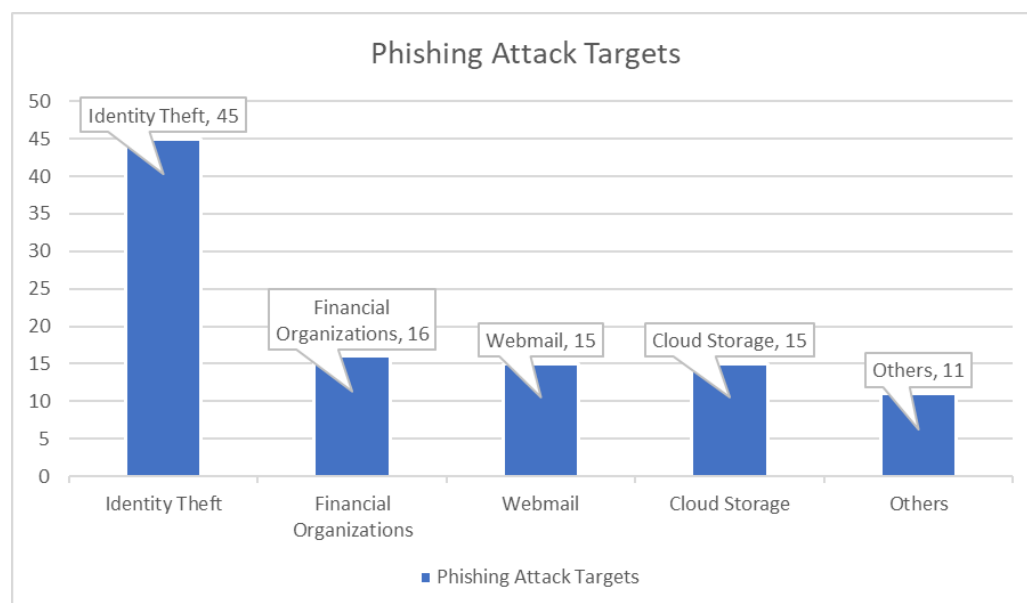 Phishing Attack Targets
50
45
40
35
30
25
20
15
10
5
0
Identity Theft, 45
Financial
Organizations, 16
Webmail, 15
Cloud Storage, 15
Others, 11
Identity Theft
Financial
Organizations
Webmail
Cloud Storage
Others
Phishing Attack Targets